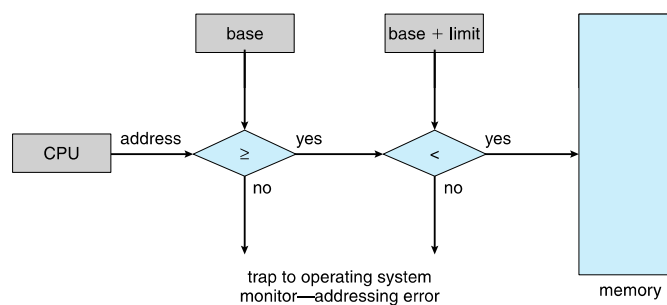 base
base + limit
CPU
address
≥
yes
<
yes
no
no
trap to operating system
monitor—addressing error
memory